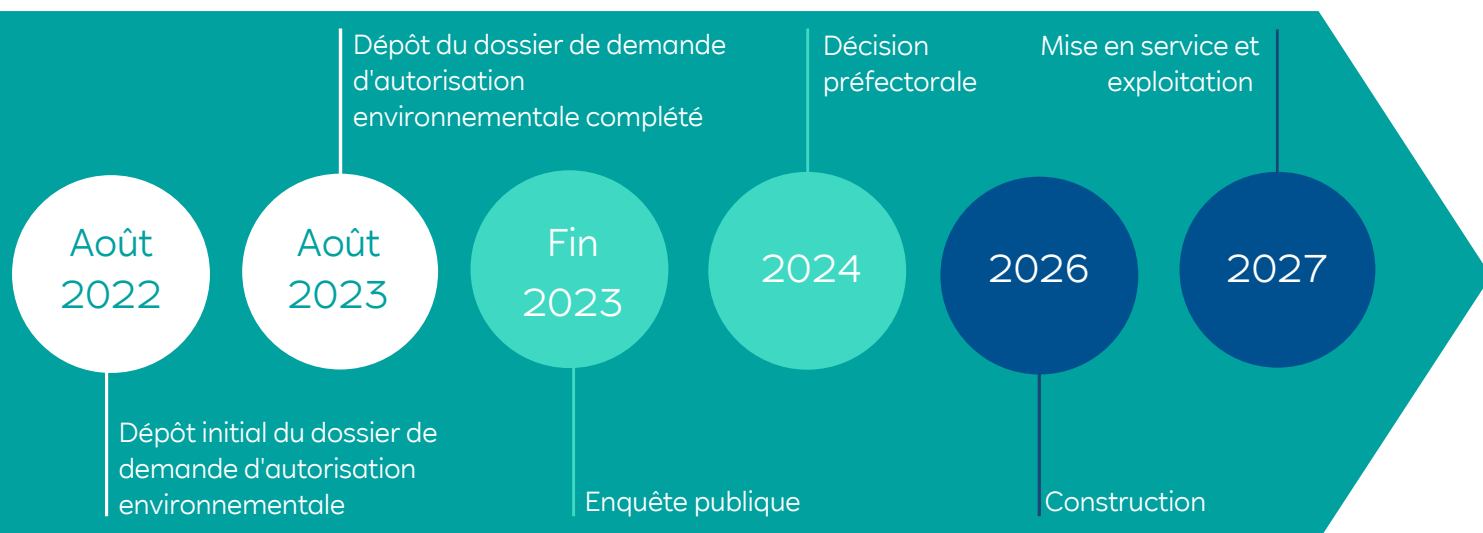 Août
2022
Dépôt initial du dossier de
demande d'autorisation
environnementale
Août
2023
Dépôt du dossier de demande
d'autorisation
environnementale complété
Fin
2023
Enquête publique
2024
Décision
préfectorale
2026
Construction
2027
Mise en service et
exploitation